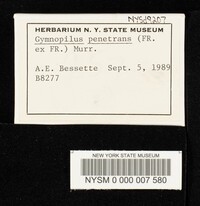 HERBARIUM N. Y. STATE MUSEUM
Gymnopilus penetrans (FR.
ex FR.) Murr.
A.E. Bessette Sept. 5, 1989
B8277
NEW YORK STATE MUSEUM
NYSM 0 000 007 580